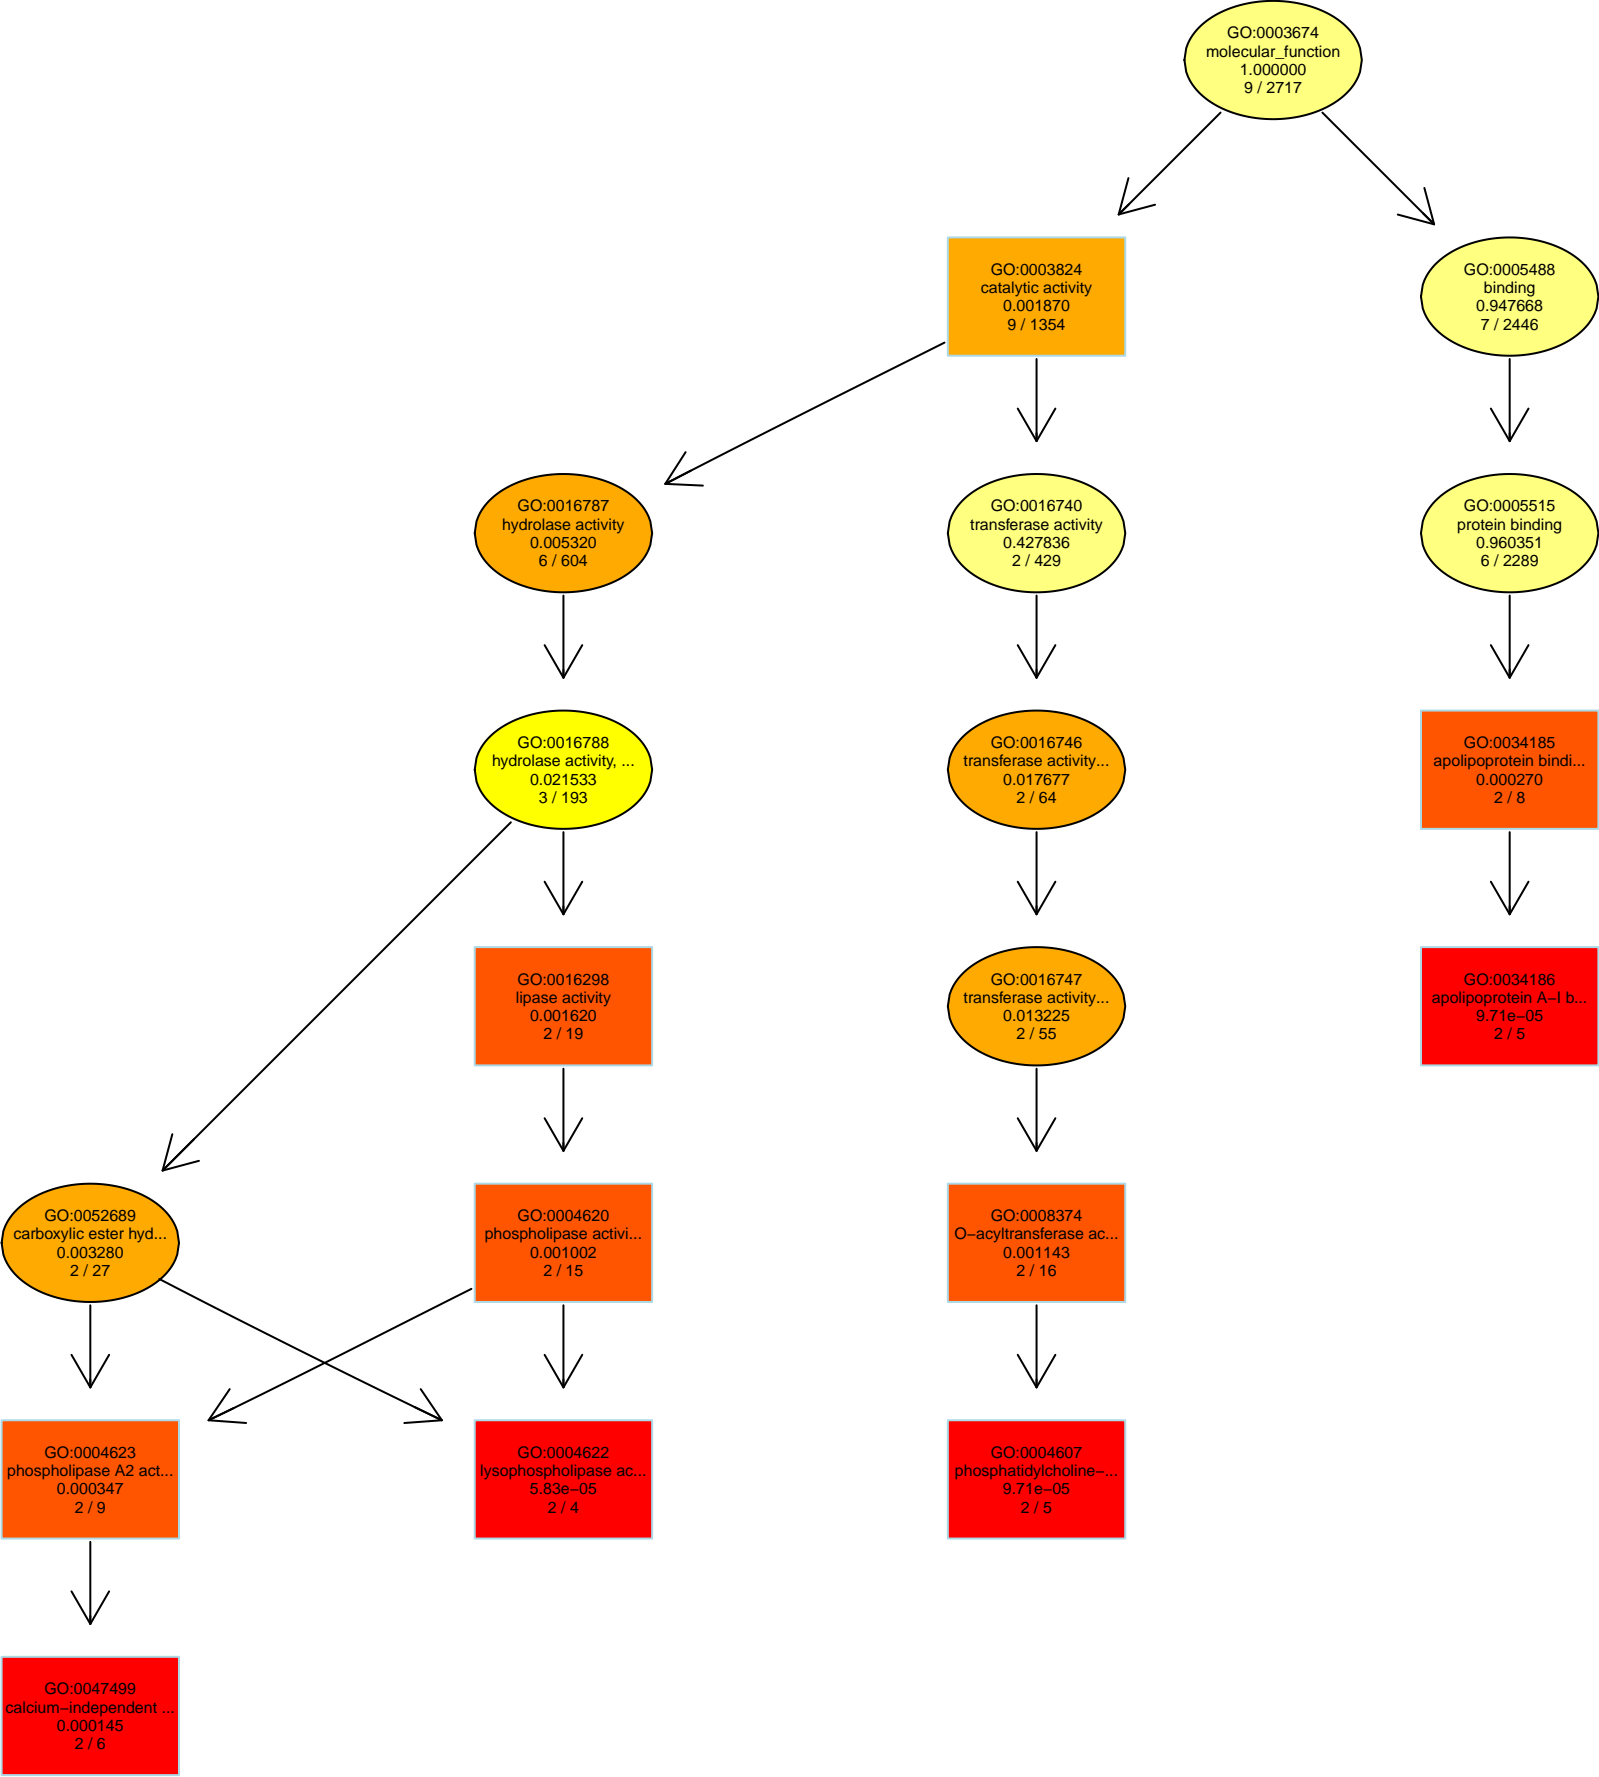 GO:0003674
molecular_function
1.000000
9 / 2717
GO:0003824
catalytic activity
0.001870
9 / 1354
GO:0005488
binding
0.947668
7 / 2446
GO:0016787
hydrolase activity
0.005320
6 / 604
GO:0016740
transferase activity
0.427836
2 / 429
GO:0005515
protein binding
0.960351
6 / 2289
GO:0016788
hydrolase activity, ...
0.021533
3 / 193
GO:0016746
transferase activity...
0.017677
2 / 64
GO:0034185
apolipoprotein bindi...
0.000270
2 / 8
GO:0016298
lipase activity
0.001620
2 / 19
GO:0016747
transferase activity...
0.013225
2 / 55
GO:0034186
apolipoprotein A−I b...
9.71e−05
2 / 5
GO:0052689
carboxylic ester hyd...
0.003280
2 / 27
GO:0004620
phospholipase activi...
0.001002
2 / 15
GO:0008374
O−acyltransferase ac...
0.001143
2 / 16
GO:0004623
phospholipase A2 act...
0.000347
2 / 9
GO:0004622
lysophospholipase ac...
5.83e−05
2 / 4
GO:0004607
phosphatidylcholine−...
9.71e−05
2 / 5
GO:0047499
calcium−independent ...
0.000145
2 / 6